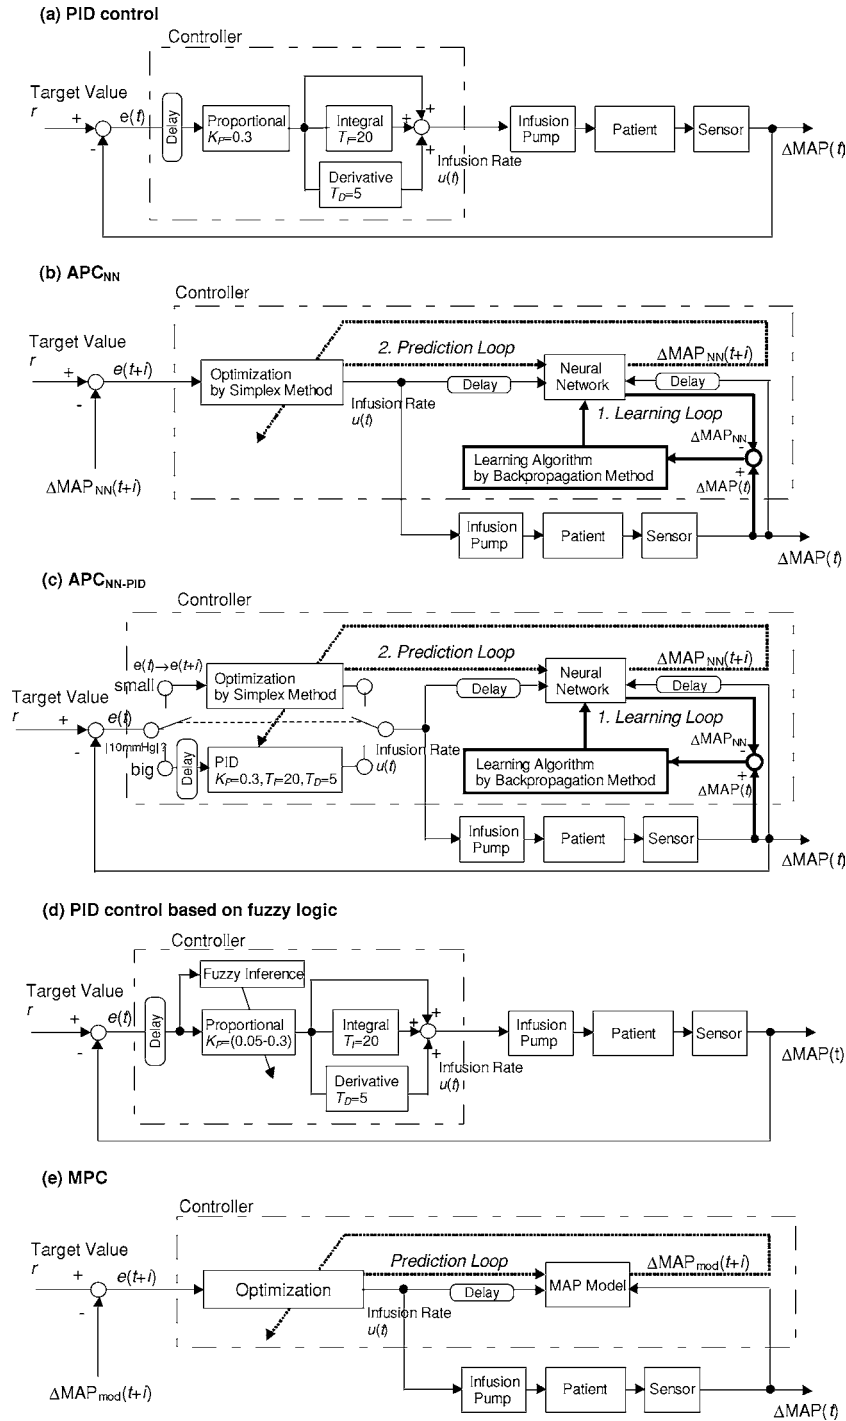 (a) PID control
Controller
Target Value
r
+
-
e(t)
Delay
Proportional
K_P=0.3
Integral
T_I=20
Derivative
T_D=5
+
+
+
Infusion Rate
u(t)
Infusion
Pump
Patient
Sensor
ΔMAP(t)
(b) APC_NN
Controller
Target Value
r
+
-
e(t+i)
ΔMAP_NN(t+i)
Optimization
by Simplex Method
2. Prediction Loop
Infusion Rate
u(t)
Delay
Neural
Network
ΔMAP_NN(t+i)
Delay
1. Learning Loop
ΔMAP_NN
-
+
ΔMAP(t)
Learning Algorithm
by Backpropagation Method
Infusion
Pump
Patient
Sensor
ΔMAP(t)
(c) APC_NN-PID
Controller
Target Value
r
+
-
e(t)
e(t)→e(t+i)
small
|10mmHg|?
big
Delay
Optimization
by Simplex Method
PID
K_P=0.3, T_I=20, T_D=5
2. Prediction Loop
Infusion Rate
u(t)
Delay
Neural
Network
ΔMAP_NN(t+i)
Delay
1. Learning Loop
ΔMAP_NN
-
+
ΔMAP(t)
Learning Algorithm
by Backpropagation Method
Infusion
Pump
Patient
Sensor
ΔMAP(t)
(d) PID control based on fuzzy logic
Controller
Target Value
r
+
-
e(t)
Delay
Fuzzy Inference
Proportional
K_P=(0.05-0.3)
Integral
T_I=20
Derivative
T_D=5
+
+
+
Infusion Rate
u(t)
Infusion
Pump
Patient
Sensor
ΔMAP(t)
(e) MPC
Controller
Target Value
r
+
-
e(t+i)
ΔMAP_mod(t+i)
Optimization
Prediction Loop
Infusion Rate
u(t)
Delay
MAP Model
ΔMAP_mod(t+i)
Infusion
Pump
Patient
Sensor
ΔMAP(t)